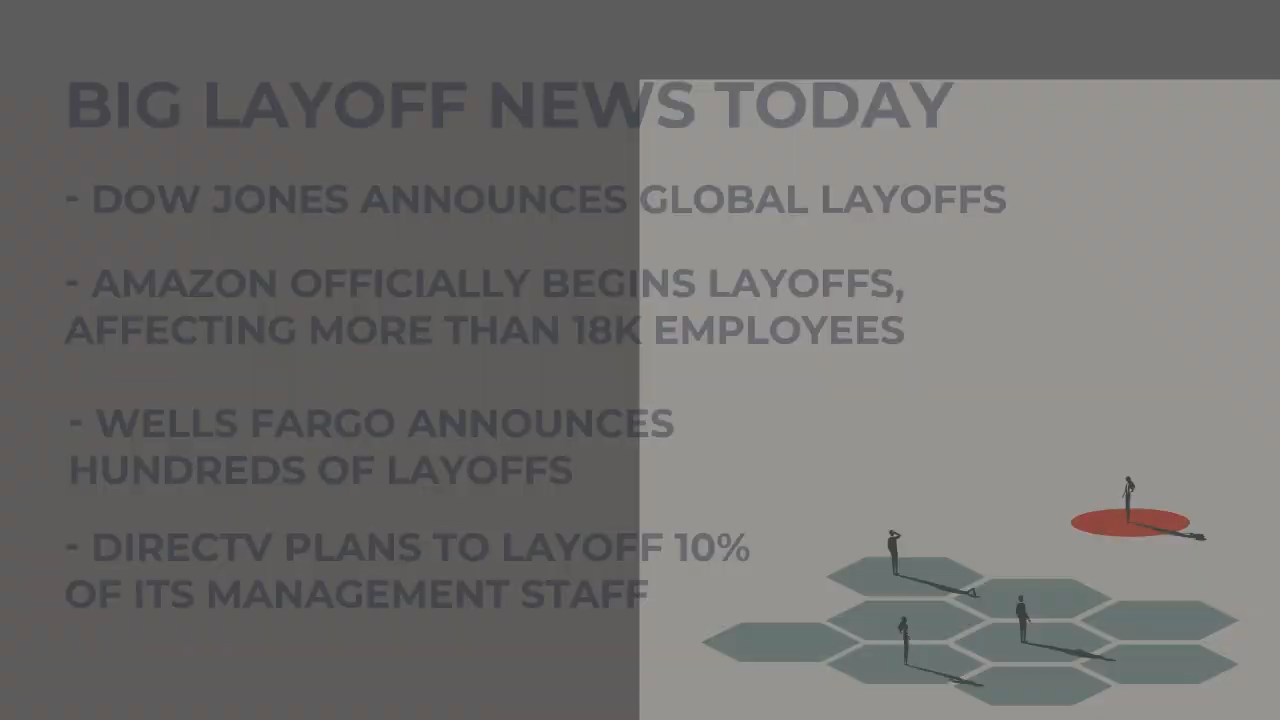 BIG LAYOFF NEWS TODAY
- DOW JONES ANNOUNCES GLOBAL LAYOFFS
- AMAZON OFFICIALLY BEGINS LAYOFFS,
AFFECTING MORE THAN 18K EMPLOYEES
- WELLS FARGO ANNOUNCES
HUNDREDS OF LAYOFFS
- DIRECTV PLANS TO LAYOFF 10%
OF ITS MANAGEMENT STAFF